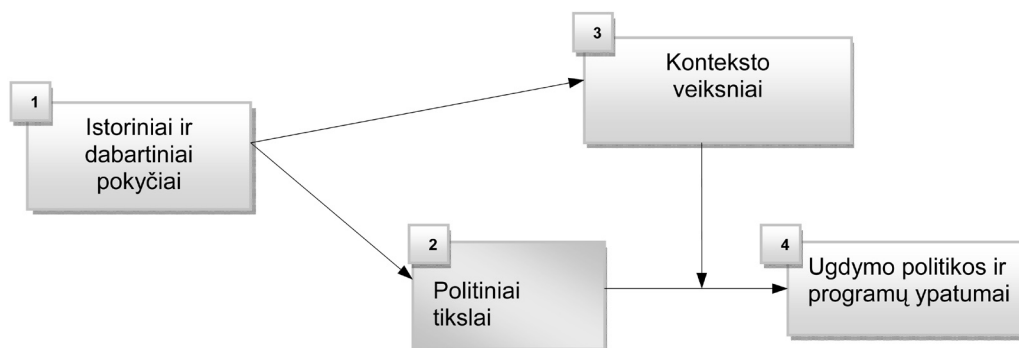 1
Istoriniai ir
dabartiniai
pokyčiai
3
Konteksto
veiksniai
2
Politiniai
tikslai
4
Ugdymo politikos ir
programų ypatumai